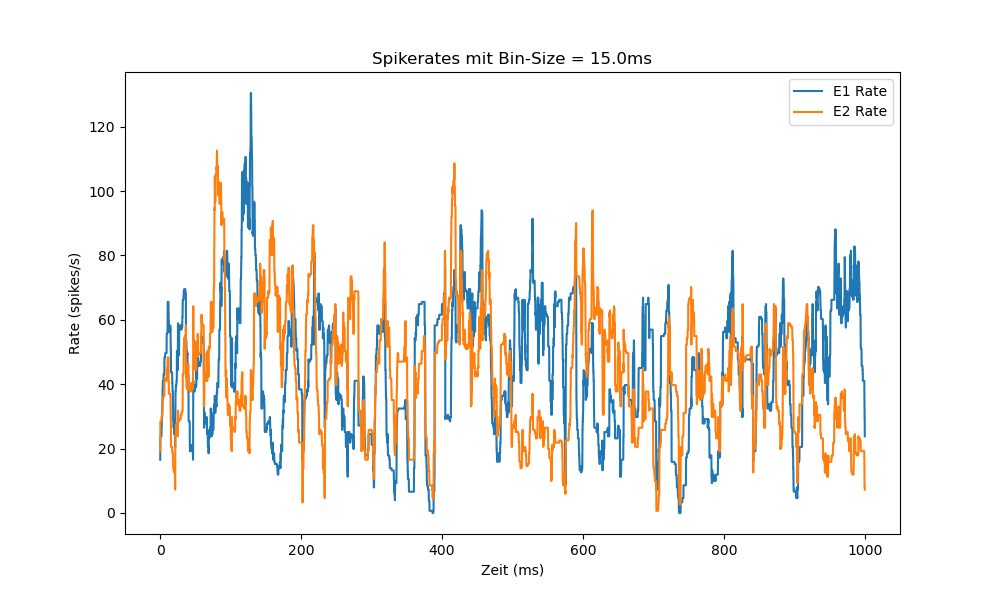 Spikerates mit Bin-Size = 15.0ms
E1 Rate
E2 Rate
Rate (spikes/s)
120
100
80
60
40
20
0
0 200 400 600 800 1000
Zeit (ms)